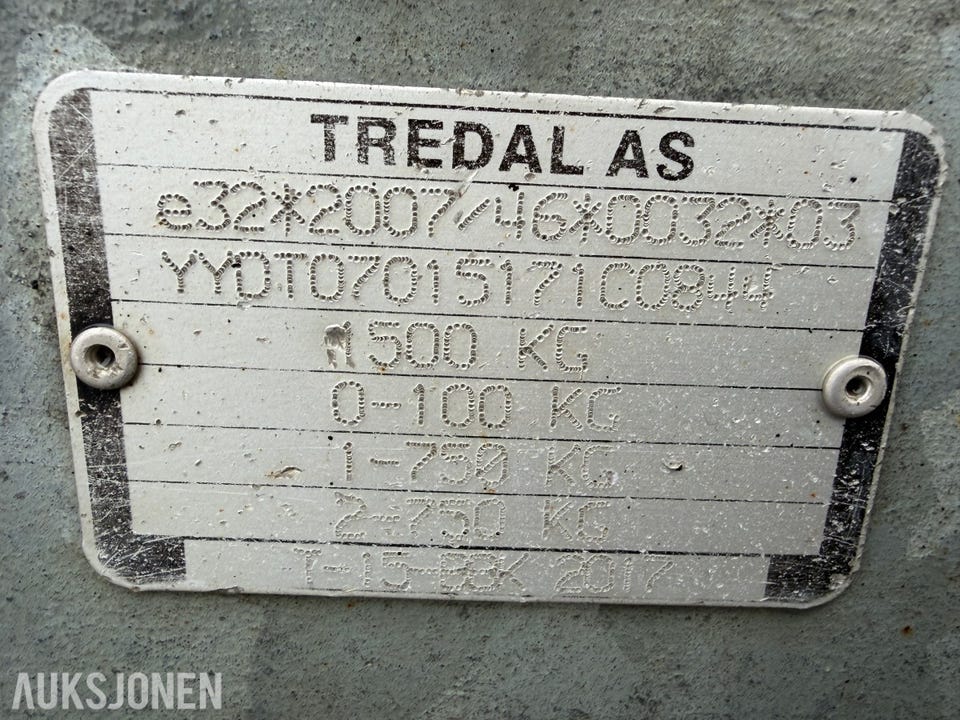 TREDAL AS
e32*2007/46*0032*03
YYDT07015171C0844
1500 KG
0-100 KG
1-750 KG
2-750 KG
T-15-BBK 2017
AUKSJONEN